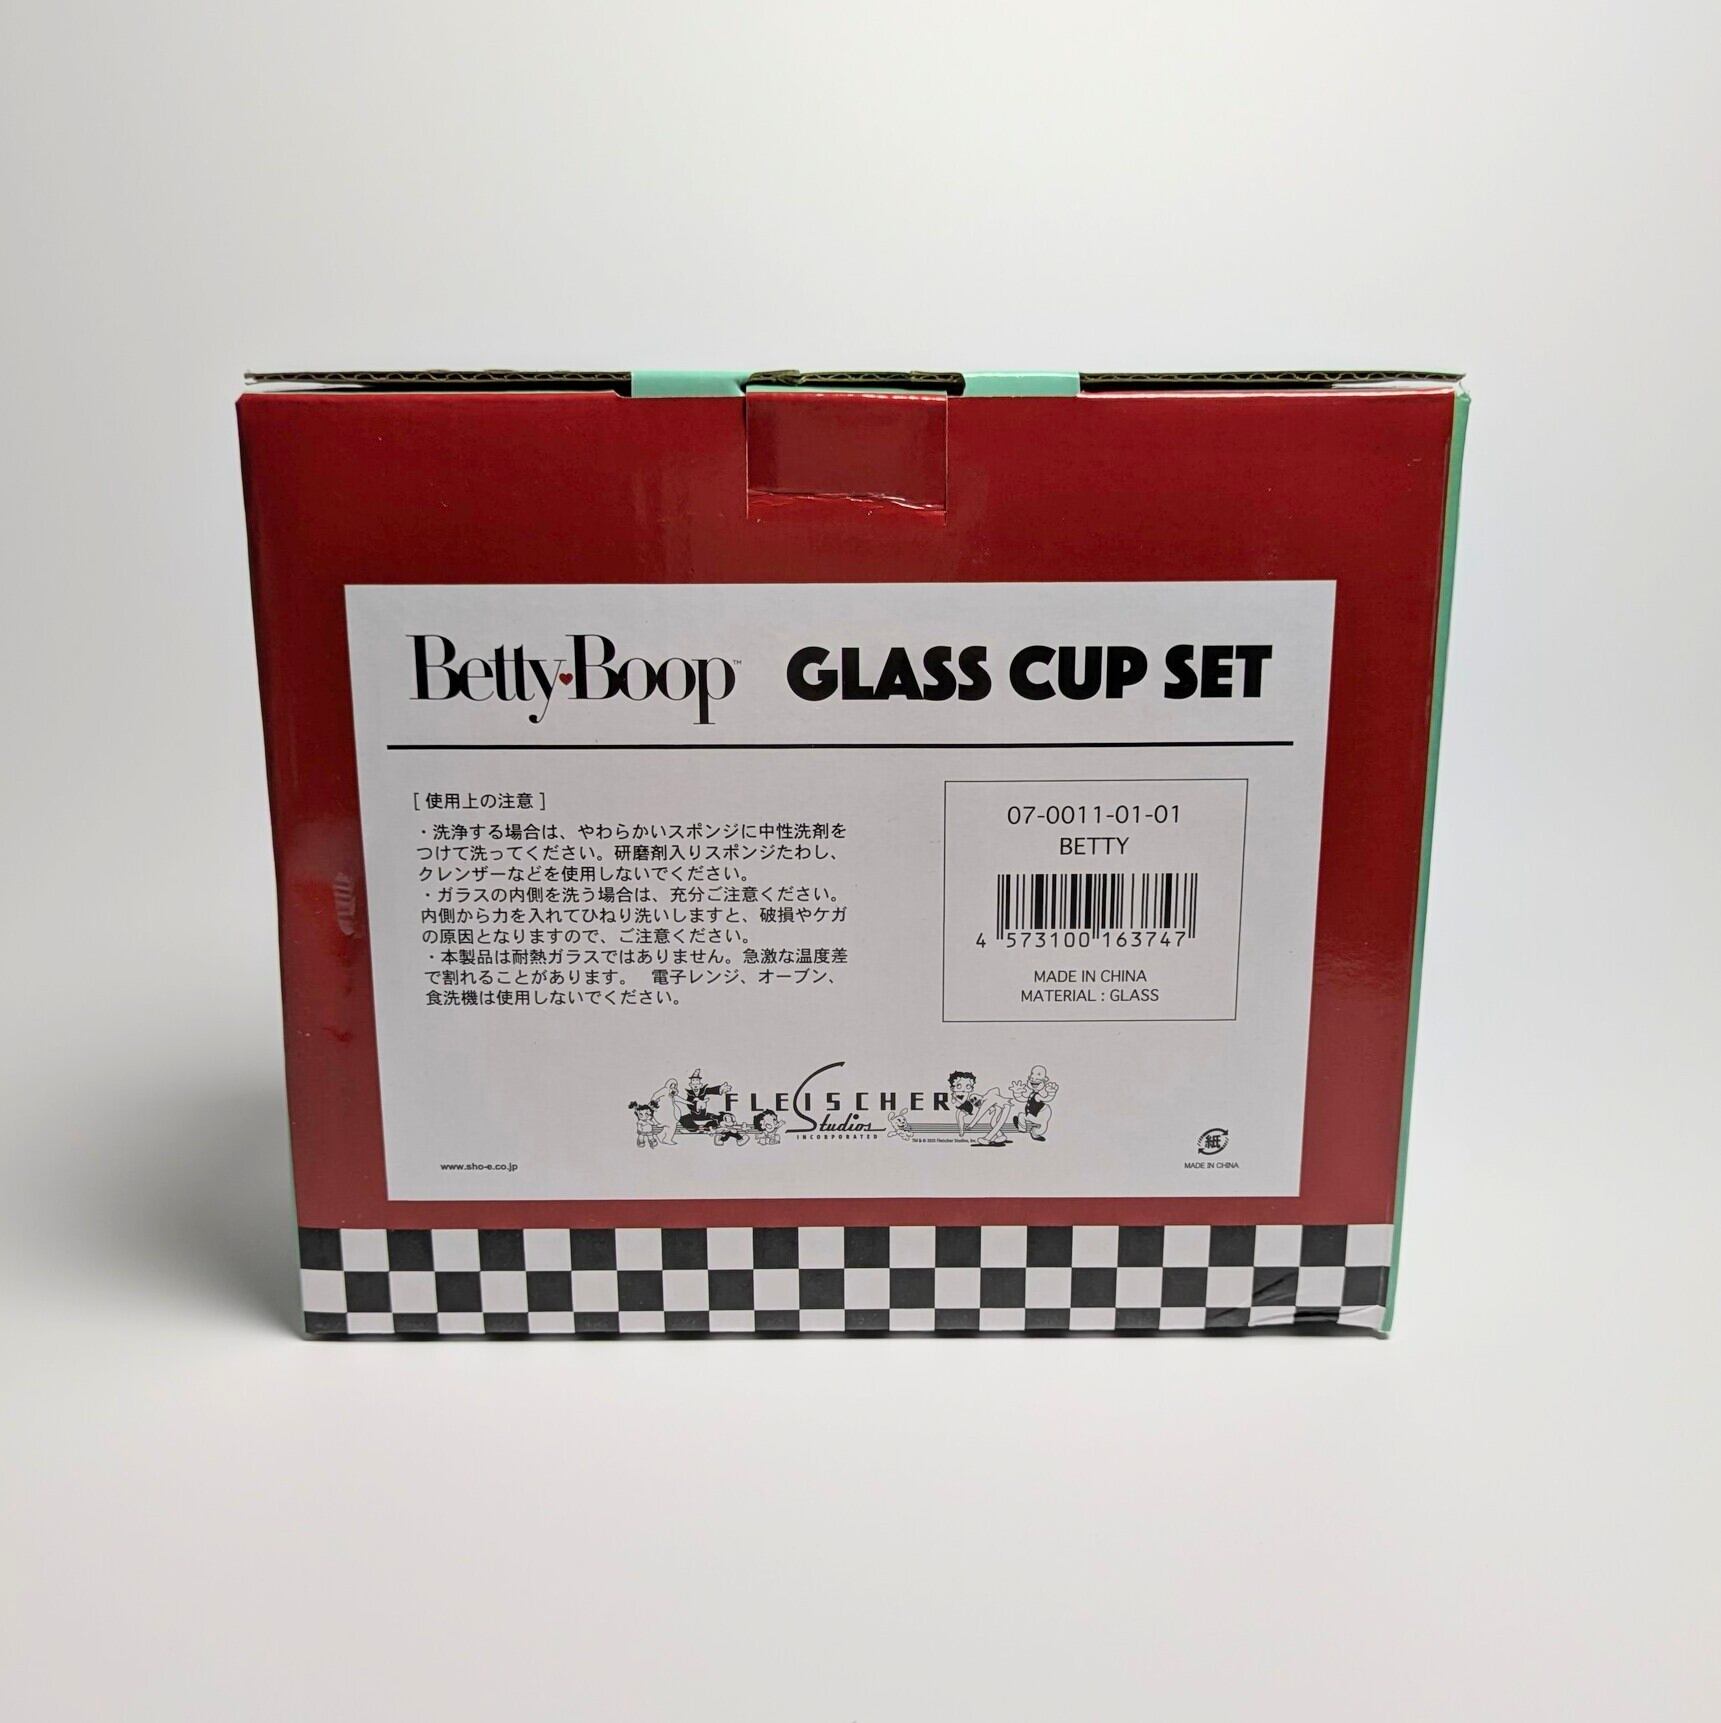 Betty Boop™ GLASS CUP SET
[ 使用上の注意 ]
・洗浄する場合は、やわらかいスポンジに中性洗剤を
つけて洗ってください。研磨剤入りスポンジたわし、
クレンザーなどを使用しないでください。
・ガラスの内側を洗う場合は、充分ご注意ください。
内側から力を入れてひねり洗いしますと、破損やケガ
の原因となりますので、ご注意ください。
・本製品は耐熱ガラスではありません。急激な温度差
で割れることがあります。 電子レンジ、オーブン、
食洗機は使用しないでください。
07-0011-01-01
BETTY
4 573100 163747
MADE IN CHINA
MATERIAL : GLASS
FLEISCHER
Studios
INCORPORATED
紙
www.sho-e.co.jp
MADE IN CHINA